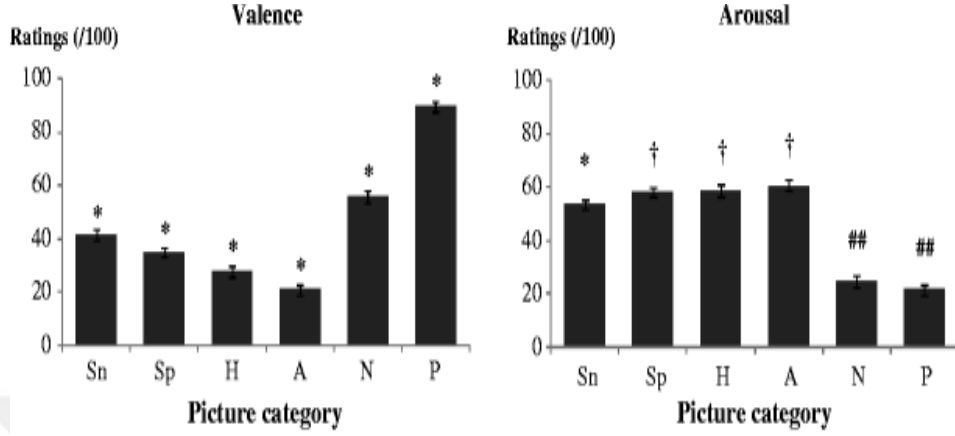 Valence
Ratings (/100)
100
80
60
40
20
0
* * * * * *
Sn Sp H A N P
Picture category
Arousal
Ratings (/100)
100
80
60
40
20
0
* † † † ## ##
Sn Sp H A N P
Picture category